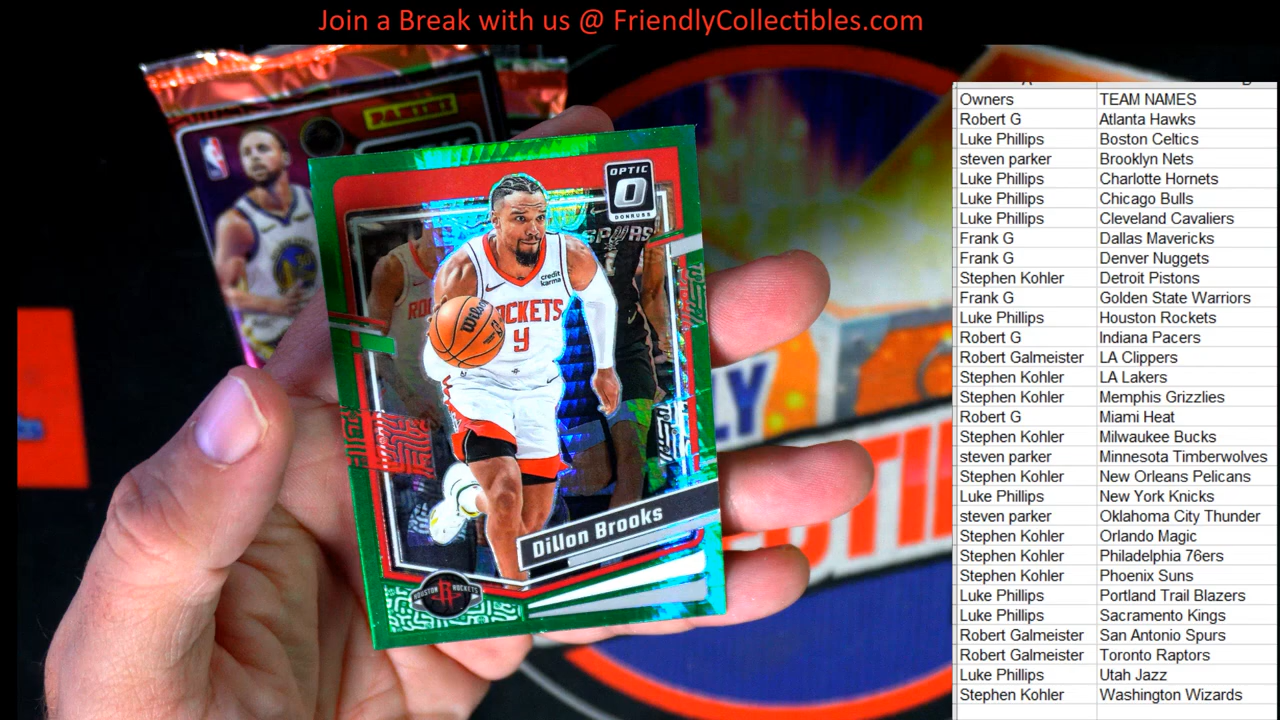 Join a Break with us @ FriendlyCollectibles.com
PANINI
OPTIC
DONRUSS
SPURS
credit karma
Wilson
ROCKETS
9
Dillon Brooks
HOUSTON ROCKETS
Owners TEAM NAMES
Robert G Atlanta Hawks
Luke Phillips Boston Celtics
steven parker Brooklyn Nets
Luke Phillips Charlotte Hornets
Luke Phillips Chicago Bulls
Luke Phillips Cleveland Cavaliers
Frank G Dallas Mavericks
Frank G Denver Nuggets
Stephen Kohler Detroit Pistons
Frank G Golden State Warriors
Luke Phillips Houston Rockets
Robert G Indiana Pacers
Robert Galmeister LA Clippers
Stephen Kohler LA Lakers
Stephen Kohler Memphis Grizzlies
Robert G Miami Heat
Stephen Kohler Milwaukee Bucks
steven parker Minnesota Timberwolves
Stephen Kohler New Orleans Pelicans
Luke Phillips New York Knicks
steven parker Oklahoma City Thunder
Stephen Kohler Orlando Magic
Stephen Kohler Philadelphia 76ers
Stephen Kohler Phoenix Suns
Luke Phillips Portland Trail Blazers
Luke Phillips Sacramento Kings
Robert Galmeister San Antonio Spurs
Robert Galmeister Toronto Raptors
Luke Phillips Utah Jazz
Stephen Kohler Washington Wizards